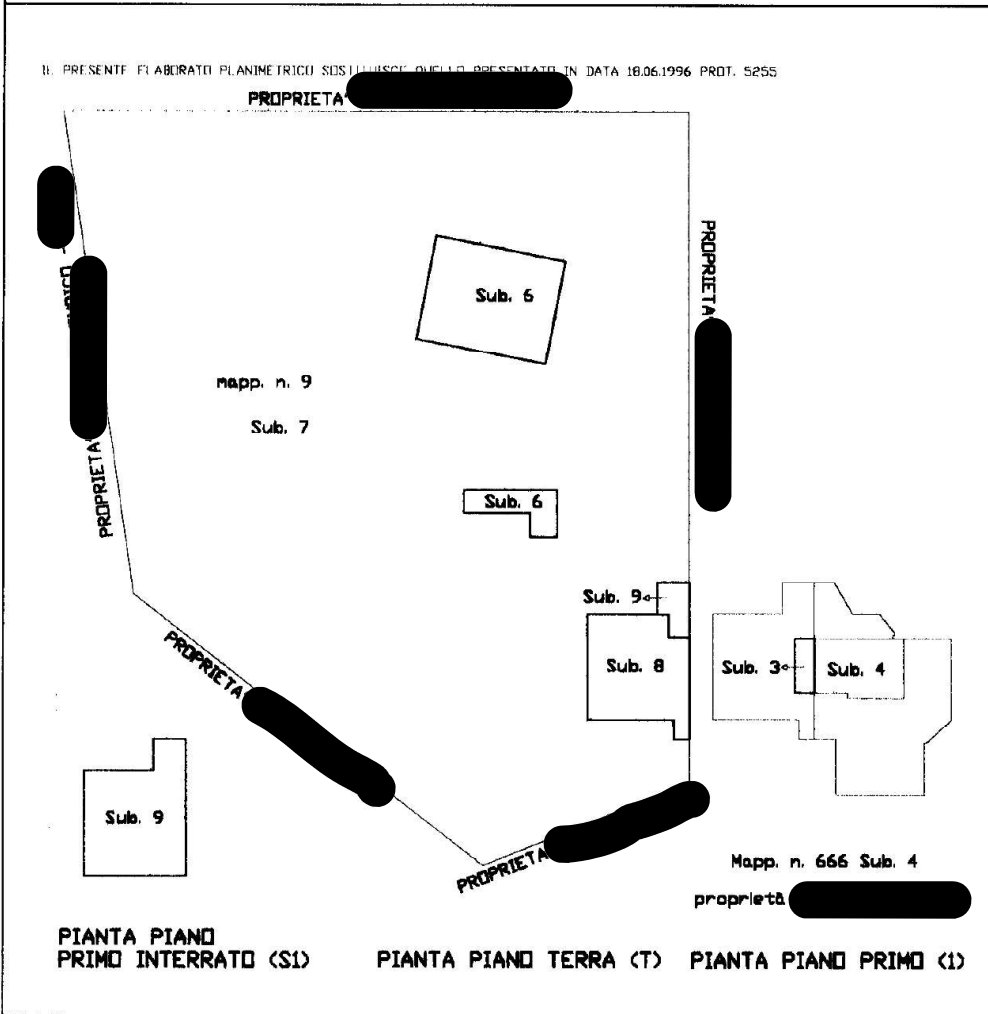 IL PRESENTE ELABORATO PLANIMETRICO SOSTITUISCE QUELLO PRESENTATO IN DATA 18.06.1996 PROT. 5255
PROPRIETA'
PROPRIETA'
Sub. 6
mapp. n. 9
Sub. 7
PROPRIETA'
Sub. 6
Sub. 9
Sub. 8
Sub. 3
Sub. 4
PROPRIETA'
Sub. 9
PROPRIETA'
Mapp. n. 666 Sub. 4
proprietà
PIANTA PIANO
PRIMO INTERRATO (S1)
PIANTA PIANO TERRA (T)
PIANTA PIANO PRIMO (1)